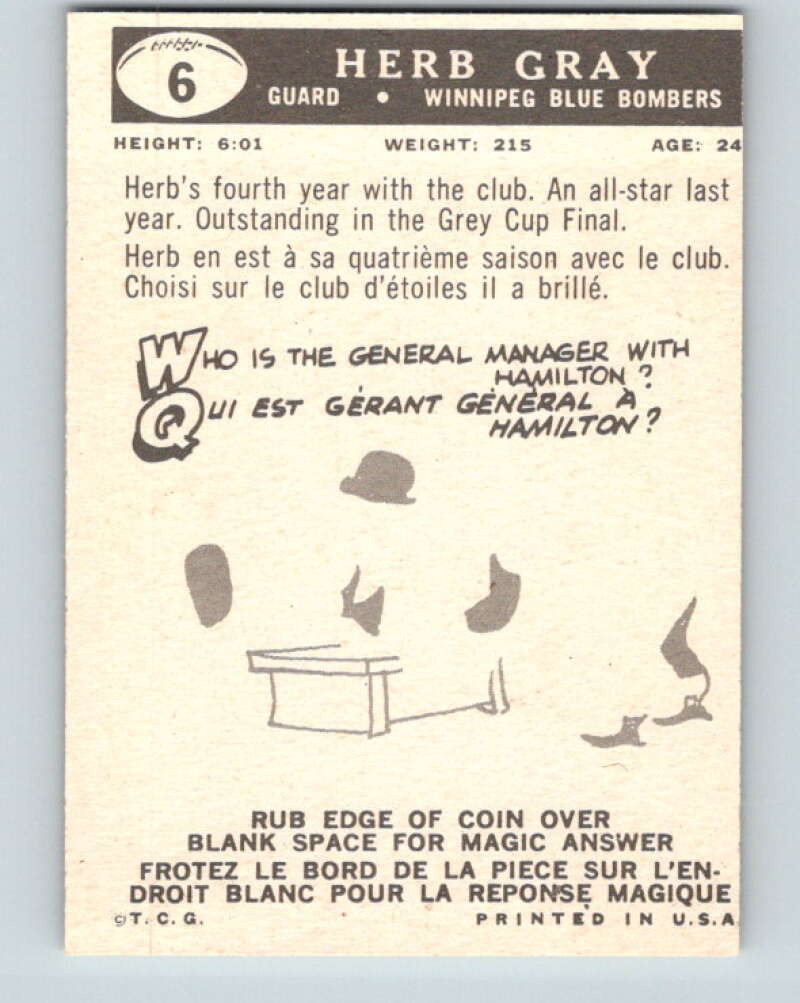 6
HERB GRAY
GUARD • WINNIPEG BLUE BOMBERS
HEIGHT: 6:01 WEIGHT: 215 AGE: 24
Herb's fourth year with the club. An all-star last
year. Outstanding in the Grey Cup Final.
Herb en est à sa quatrième saison avec le club.
Choisi sur le club d'étoiles il a brillé.
WHO IS THE GENERAL MANAGER WITH
HAMILTON?
QUI EST GÉRANT GÉNÉRAL À
HAMILTON?
RUB EDGE OF COIN OVER
BLANK SPACE FOR MAGIC ANSWER
FROTEZ LE BORD DE LA PIECE SUR L'EN-
DROIT BLANC POUR LA REPONSE MAGIQUE
©T.C.G. PRINTED IN U.S.A